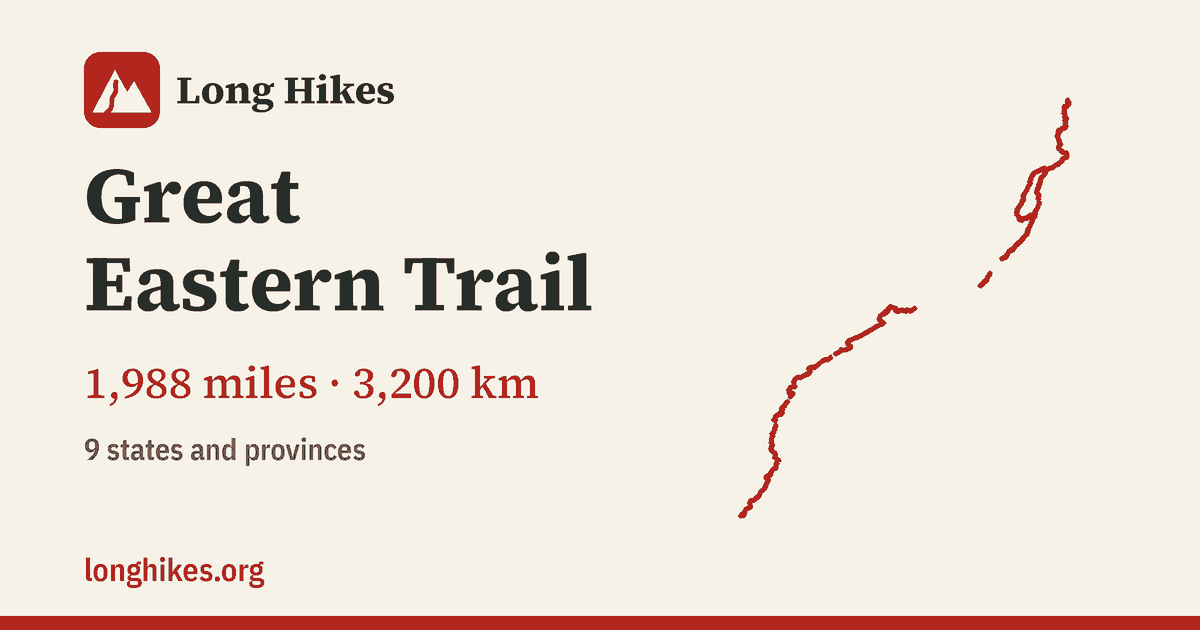 Long Hikes
Great
Eastern Trail
1,988 miles · 3,200 km
9 states and provinces
longhikes.org